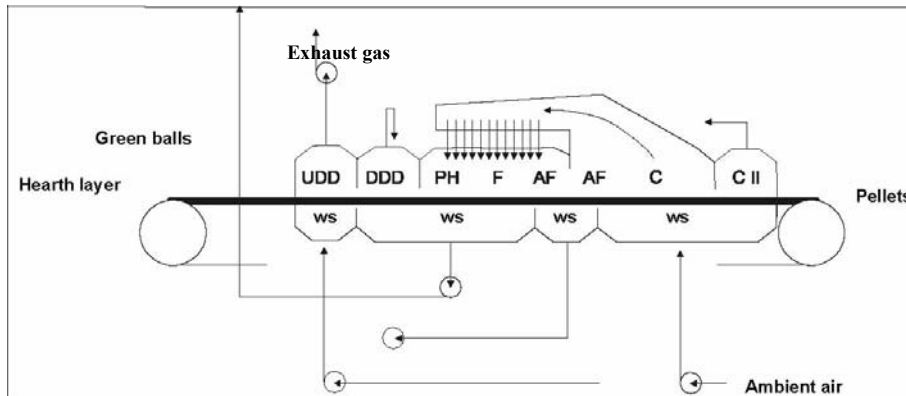 Exhaust gas
Green balls
Hearth layer
UDD DDD PH F AF AF C C II
Pellets
ws ws ws ws
Ambient air